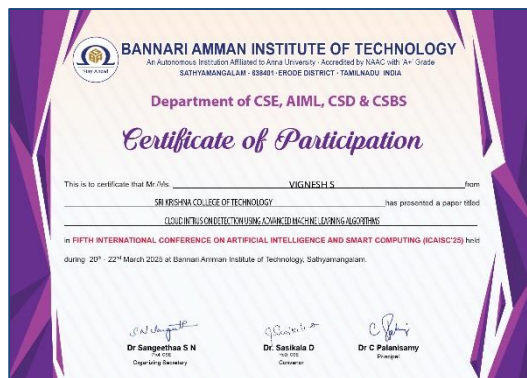 BANNARI AMMAN INSTITUTE OF TECHNOLOGY
An Autonomous Institution Affiliated to Anna University - Accredited by NAAC with 'A+' Grade
SATHYAMANGALAM - 638401 - ERODE DISTRICT - TAMILNADU INDIA
Stay Ahead
Department of CSE, AIML, CSD & CSBS
Certificate of Participation
This is to certificate that Mr./Ms. VIGNESH S from
SRI KRISHNA COLLEGE OF TECHNOLOGY has presented a paper titled
CLOUD INTRUSION DETECTION USING ADVANCED MACHINE LEARNING ALGORITHMS
in FIFTH INTERNATIONAL CONFERENCE ON ARTIFICIAL INTELLIGENCE AND SMART COMPUTING (ICAISC'25) held
during 20th - 22nd March 2025 at Bannari Amman Institute of Technology, Sathyamangalam.
Dr Sangeethaa S N Dr. Sasikala D Dr C Palanisamy
Organizing Secretary Convener Principal